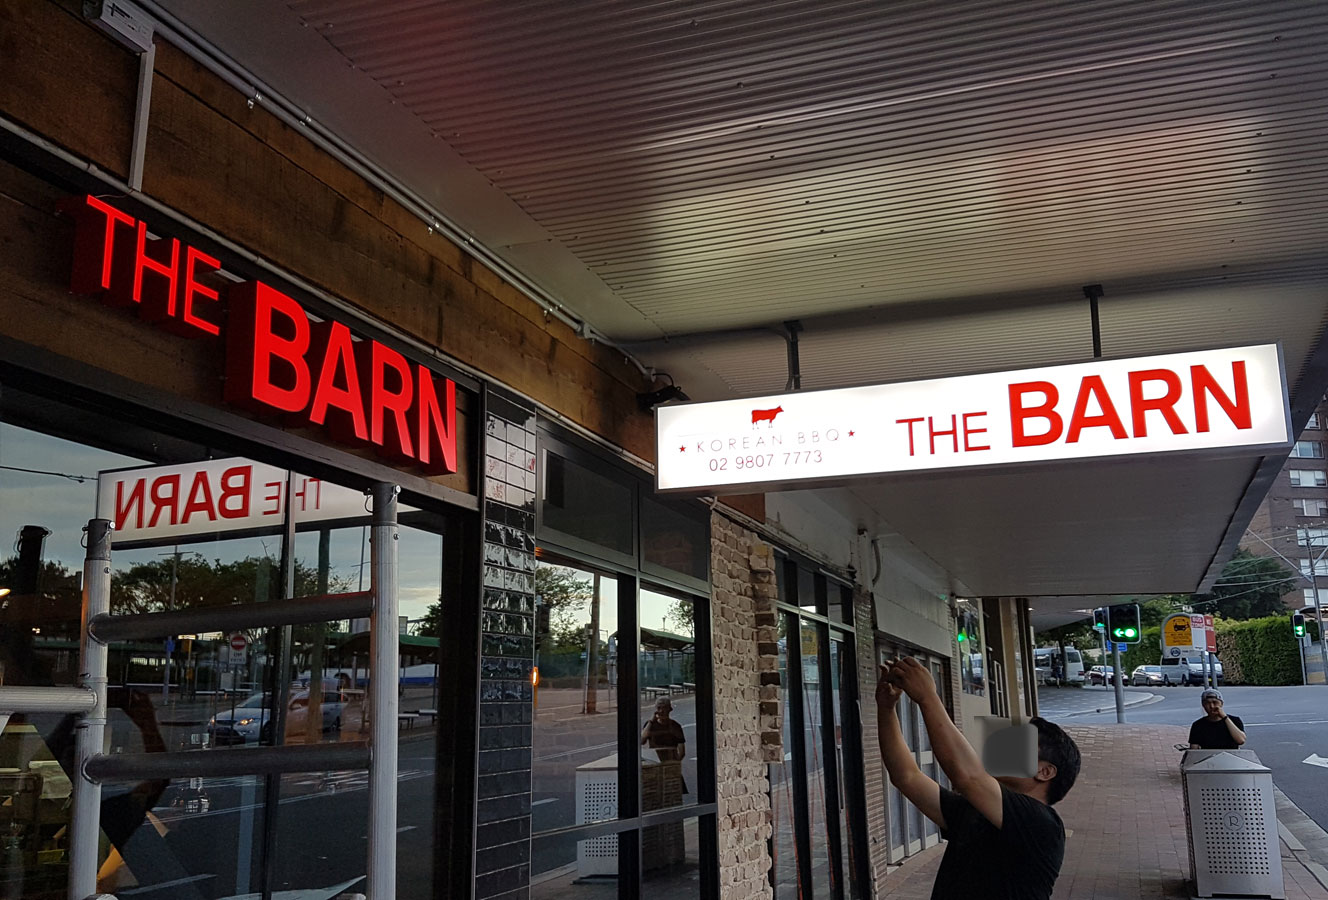 THE BARN
KOREAN BBQ
02 9807 7773
THE BARN
THE BARN
R